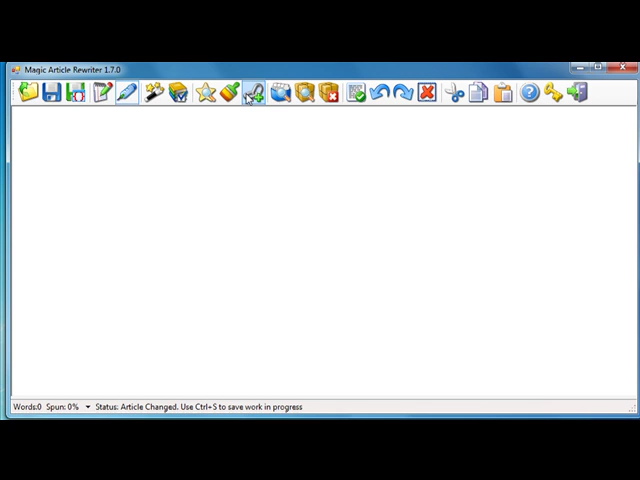 Magic Article Rewriter 1.7.0
Words:0 Spun: 0% Status: Article Changed. Use Ctrl+S to save work in progress